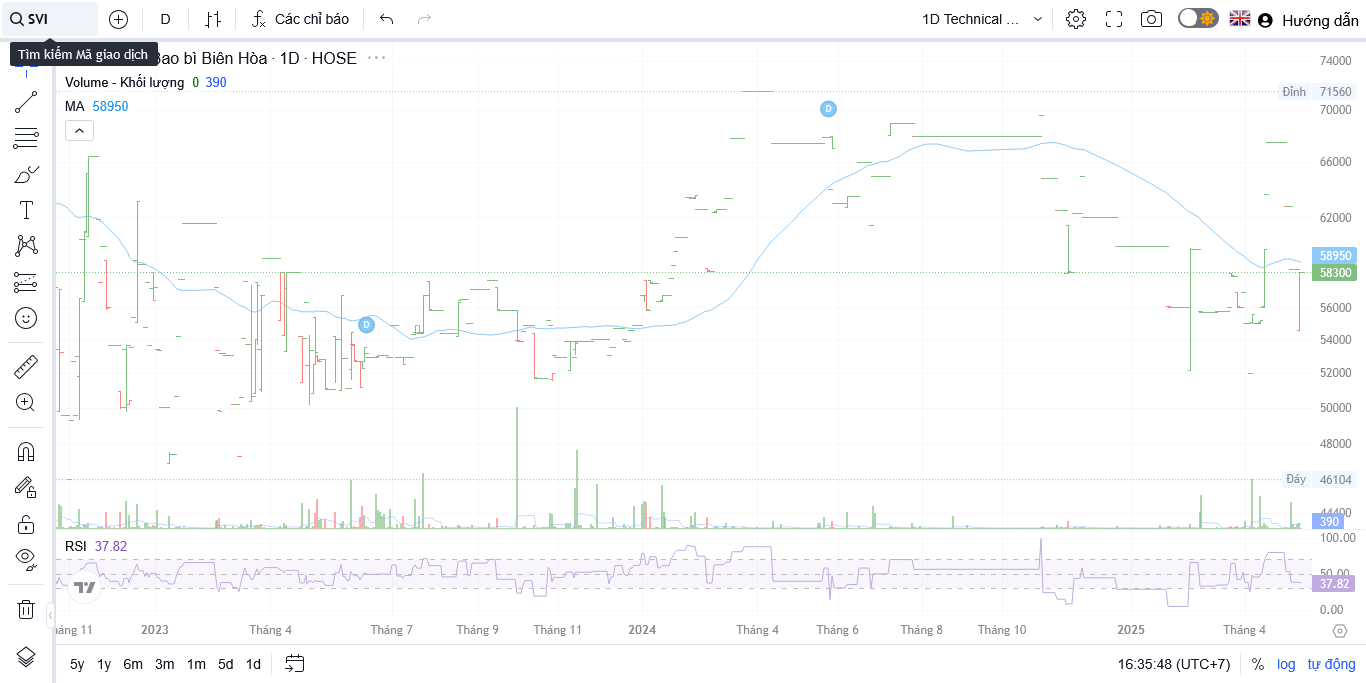 SVI
D
Các chỉ báo
1D Technical ...
Hướng dẫn
Tìm kiếm Mã giao dịch
Bao bì Biên Hòa · 1D · HOSE
Volume - Khối lượng 0 390
MA 58950
D
D
74000
Đỉnh 71560
70000
66000
62000
58950
58300
56000
54000
52000
50000
48000
Đáy 46104
44400
390
RSI 37.82
100.00
50.00
37.82
0.00
háng 11 2023 Tháng 4 Tháng 7 Tháng 9 Tháng 11 2024 Tháng 4 Tháng 6 Tháng 8 Tháng 10 2025 Tháng 4
5y 1y 6m 3m 1m 5d 1d
16:35:48 (UTC+7) % log tự động